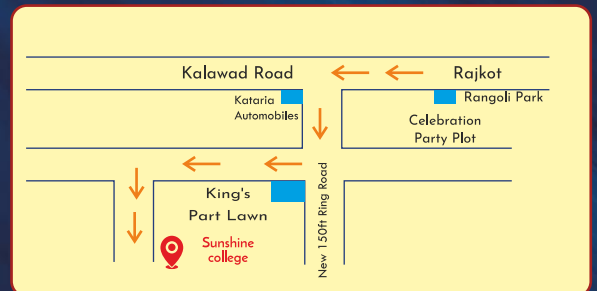 Kalawad Road
Rajkot
Kataria
Automobiles
Rangoli Park
Celebration
Party Plot
King's
Part Lawn
New 150ft Ring Road
Sunshine
college